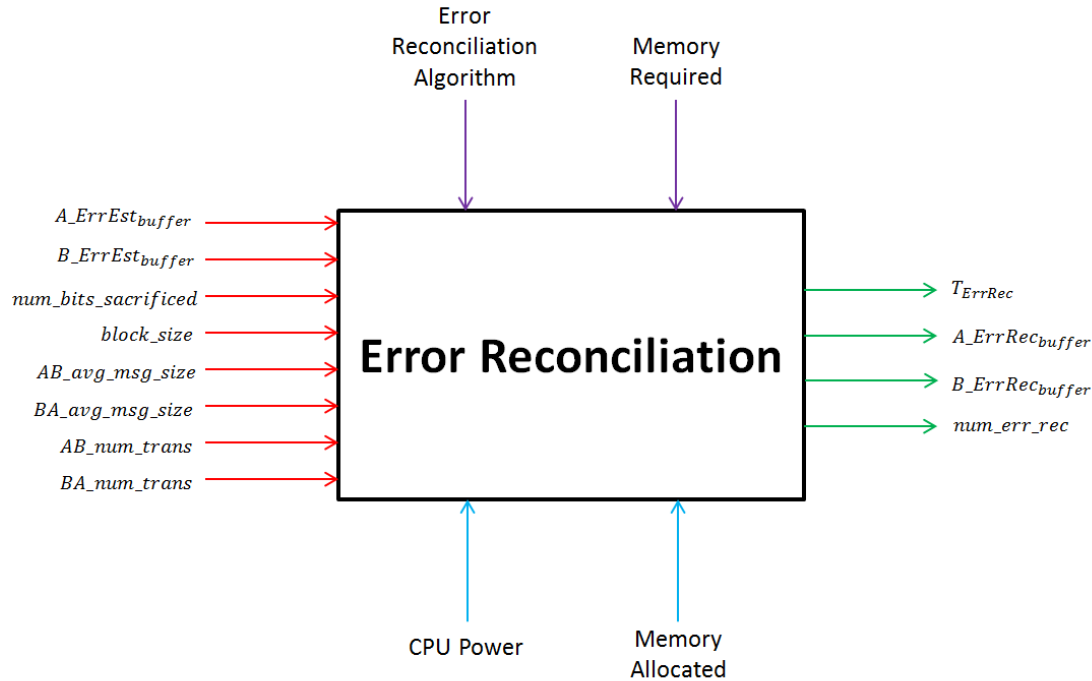 Error
Reconciliation
Algorithm
Memory
Required
A_ErrEst_buffer
B_ErrEst_buffer
num_bits_sacrificed
block_size
AB_avg_msg_size
BA_avg_msg_size
AB_num_trans
BA_num_trans
Error Reconciliation
T_ErrRec
A_ErrRec_buffer
B_ErrRec_buffer
num_err_rec
CPU Power
Memory
Allocated